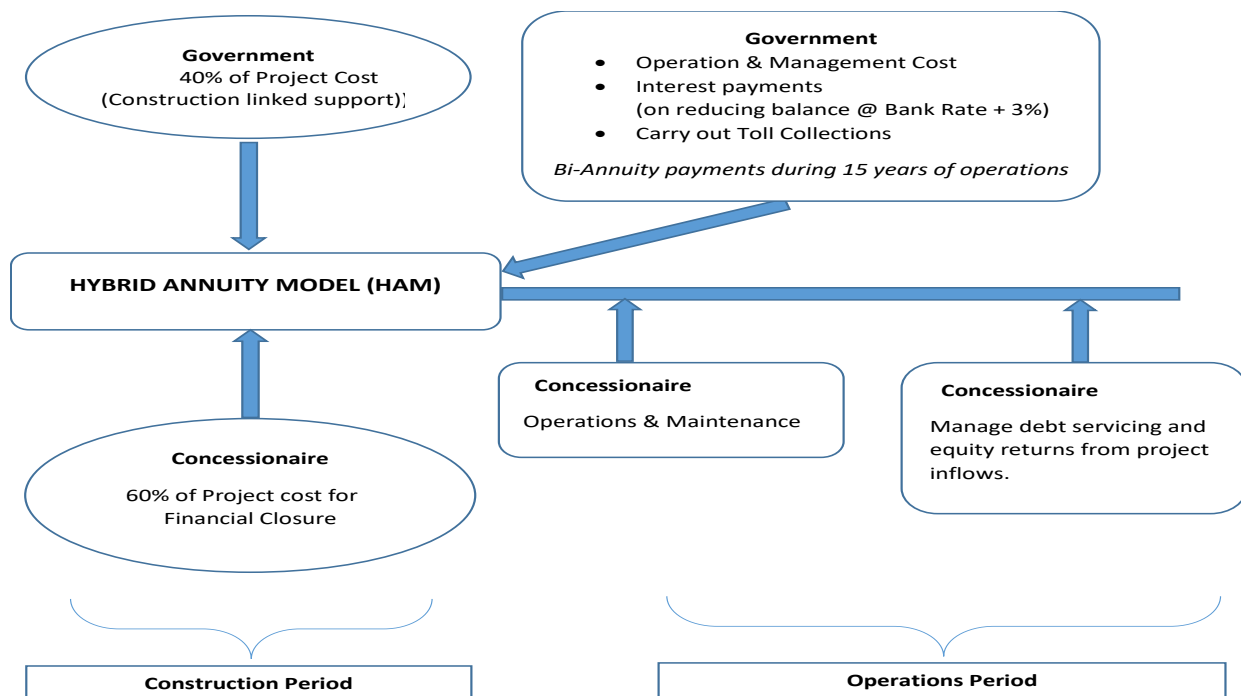 Government
40% of Project Cost
(Construction linked support))
Government
• Operation & Management Cost
• Interest payments
(on reducing balance @ Bank Rate + 3%)
• Carry out Toll Collections
Bi-Annuity payments during 15 years of operations
HYBRID ANNUITY MODEL (HAM)
Concessionaire
Operations & Maintenance
Concessionaire
Manage debt servicing and
equity returns from project
inflows.
Concessionaire
60% of Project cost for
Financial Closure
Construction Period
Operations Period